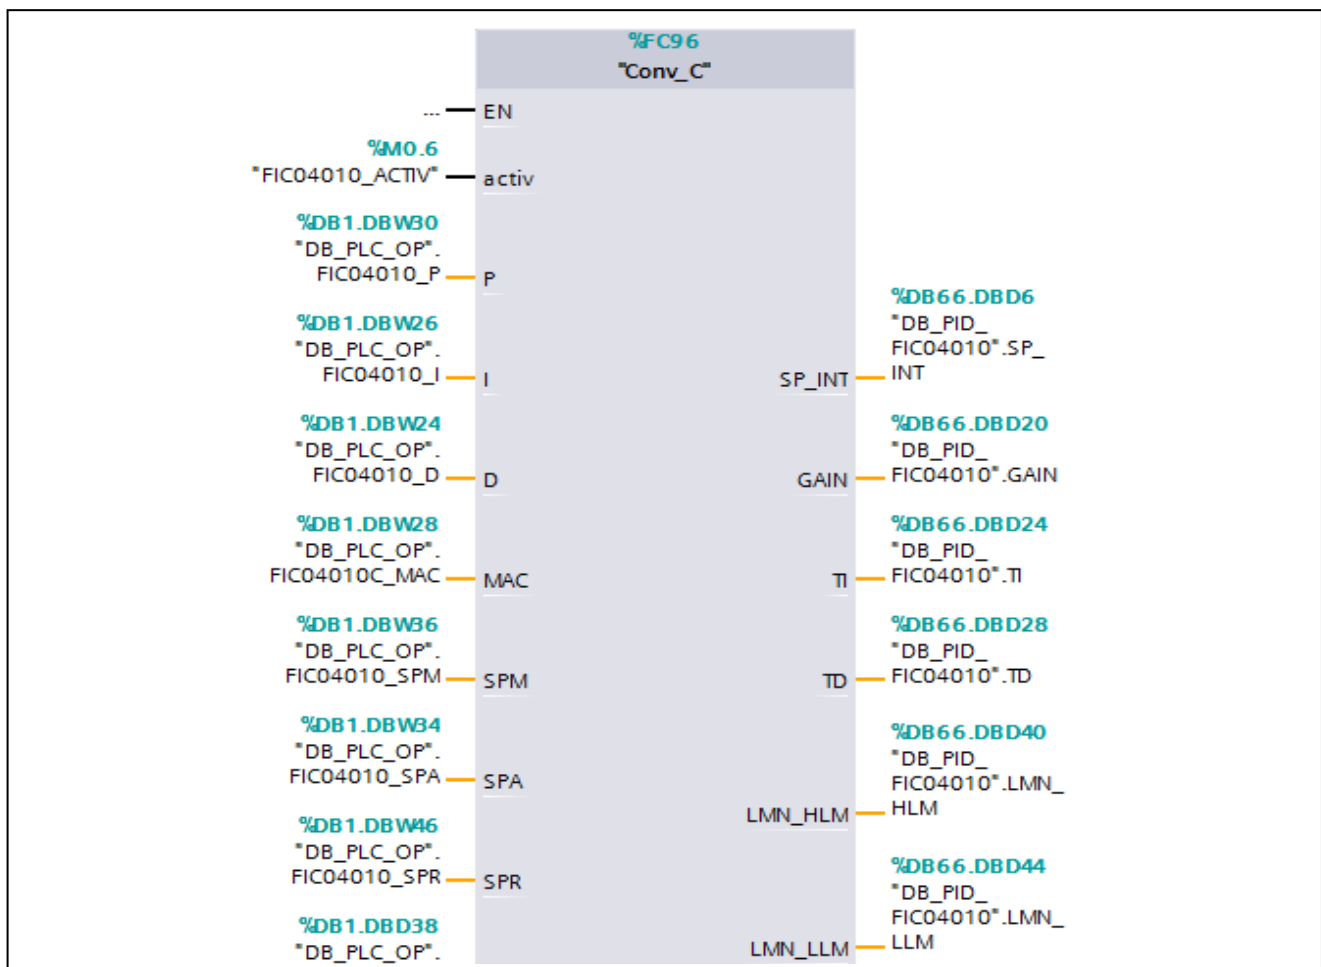 %FC96
"Conv_C"
... EN
%M0.6
"FIC04010_ACTIV" activ
%DB1.DBW30
"DB_PLC_OP".
FIC04010_P P
%DB1.DBW26
"DB_PLC_OP".
FIC04010_I I
%DB1.DBW24
"DB_PLC_OP".
FIC04010_D D
%DB1.DBW28
"DB_PLC_OP".
FIC04010C_MAC MAC
%DB1.DBW36
"DB_PLC_OP".
FIC04010_SPM SPM
%DB1.DBW34
"DB_PLC_OP".
FIC04010_SPA SPA
%DB1.DBW46
"DB_PLC_OP".
FIC04010_SPR SPR
%DB1.DBD38
"DB_PLC_OP".
%DB66.DBD6
"DB_PID_
FIC04010".SP_
SP_INT INT
%DB66.DBD20
"DB_PID_
GAIN FIC04010".GAIN
%DB66.DBD24
"DB_PID_
TI FIC04010".TI
%DB66.DBD28
"DB_PID_
TD FIC04010".TD
%DB66.DBD40
"DB_PID_
FIC04010".LMN_
LMN_HLM HLM
%DB66.DBD44
"DB_PID_
FIC04010".LMN_
LMN_LLM LLM